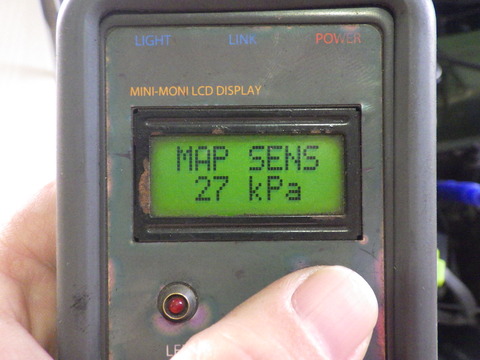 LIGHT LINK POWER
MINI-MONI LCD DISPLAY
MAP SENS
27 kPa